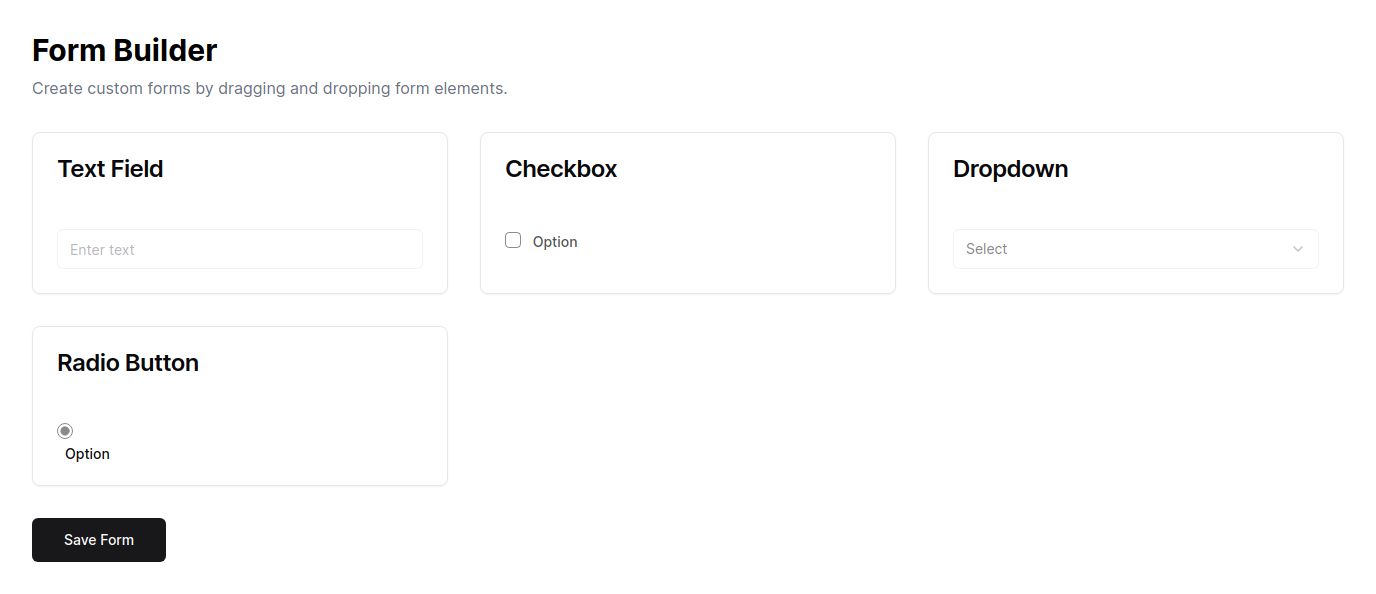 Form Builder
Create custom forms by dragging and dropping form elements.
Text Field
Enter text
Checkbox
Option
Dropdown
Select
Radio Button
Option
Save Form